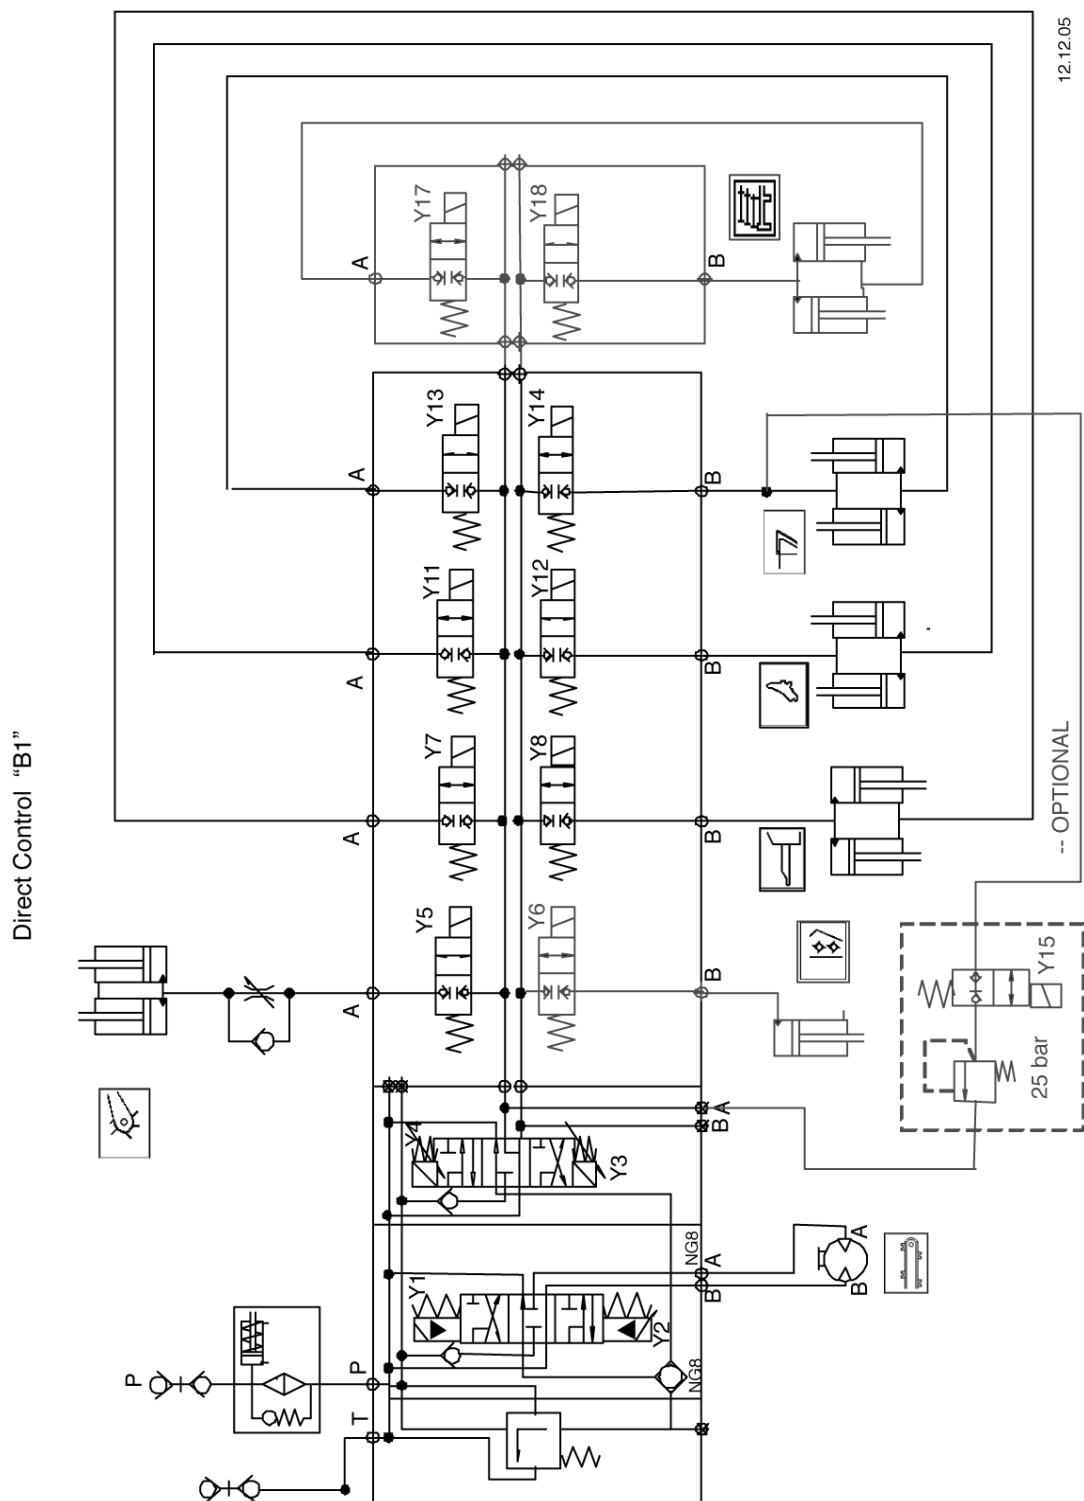 12.12.05
Direct Control "B1"
Y17
Y18
A
B
Y13
Y14
A
B
Y11
Y12
A
B
Y7
Y8
A
B
-- OPTIONAL
Y5
Y6
A
B
Y15
25 bar
Y4
Y3
A
B
NG8
A
B
Y1
Y2
A
B
NG8
P
P
T